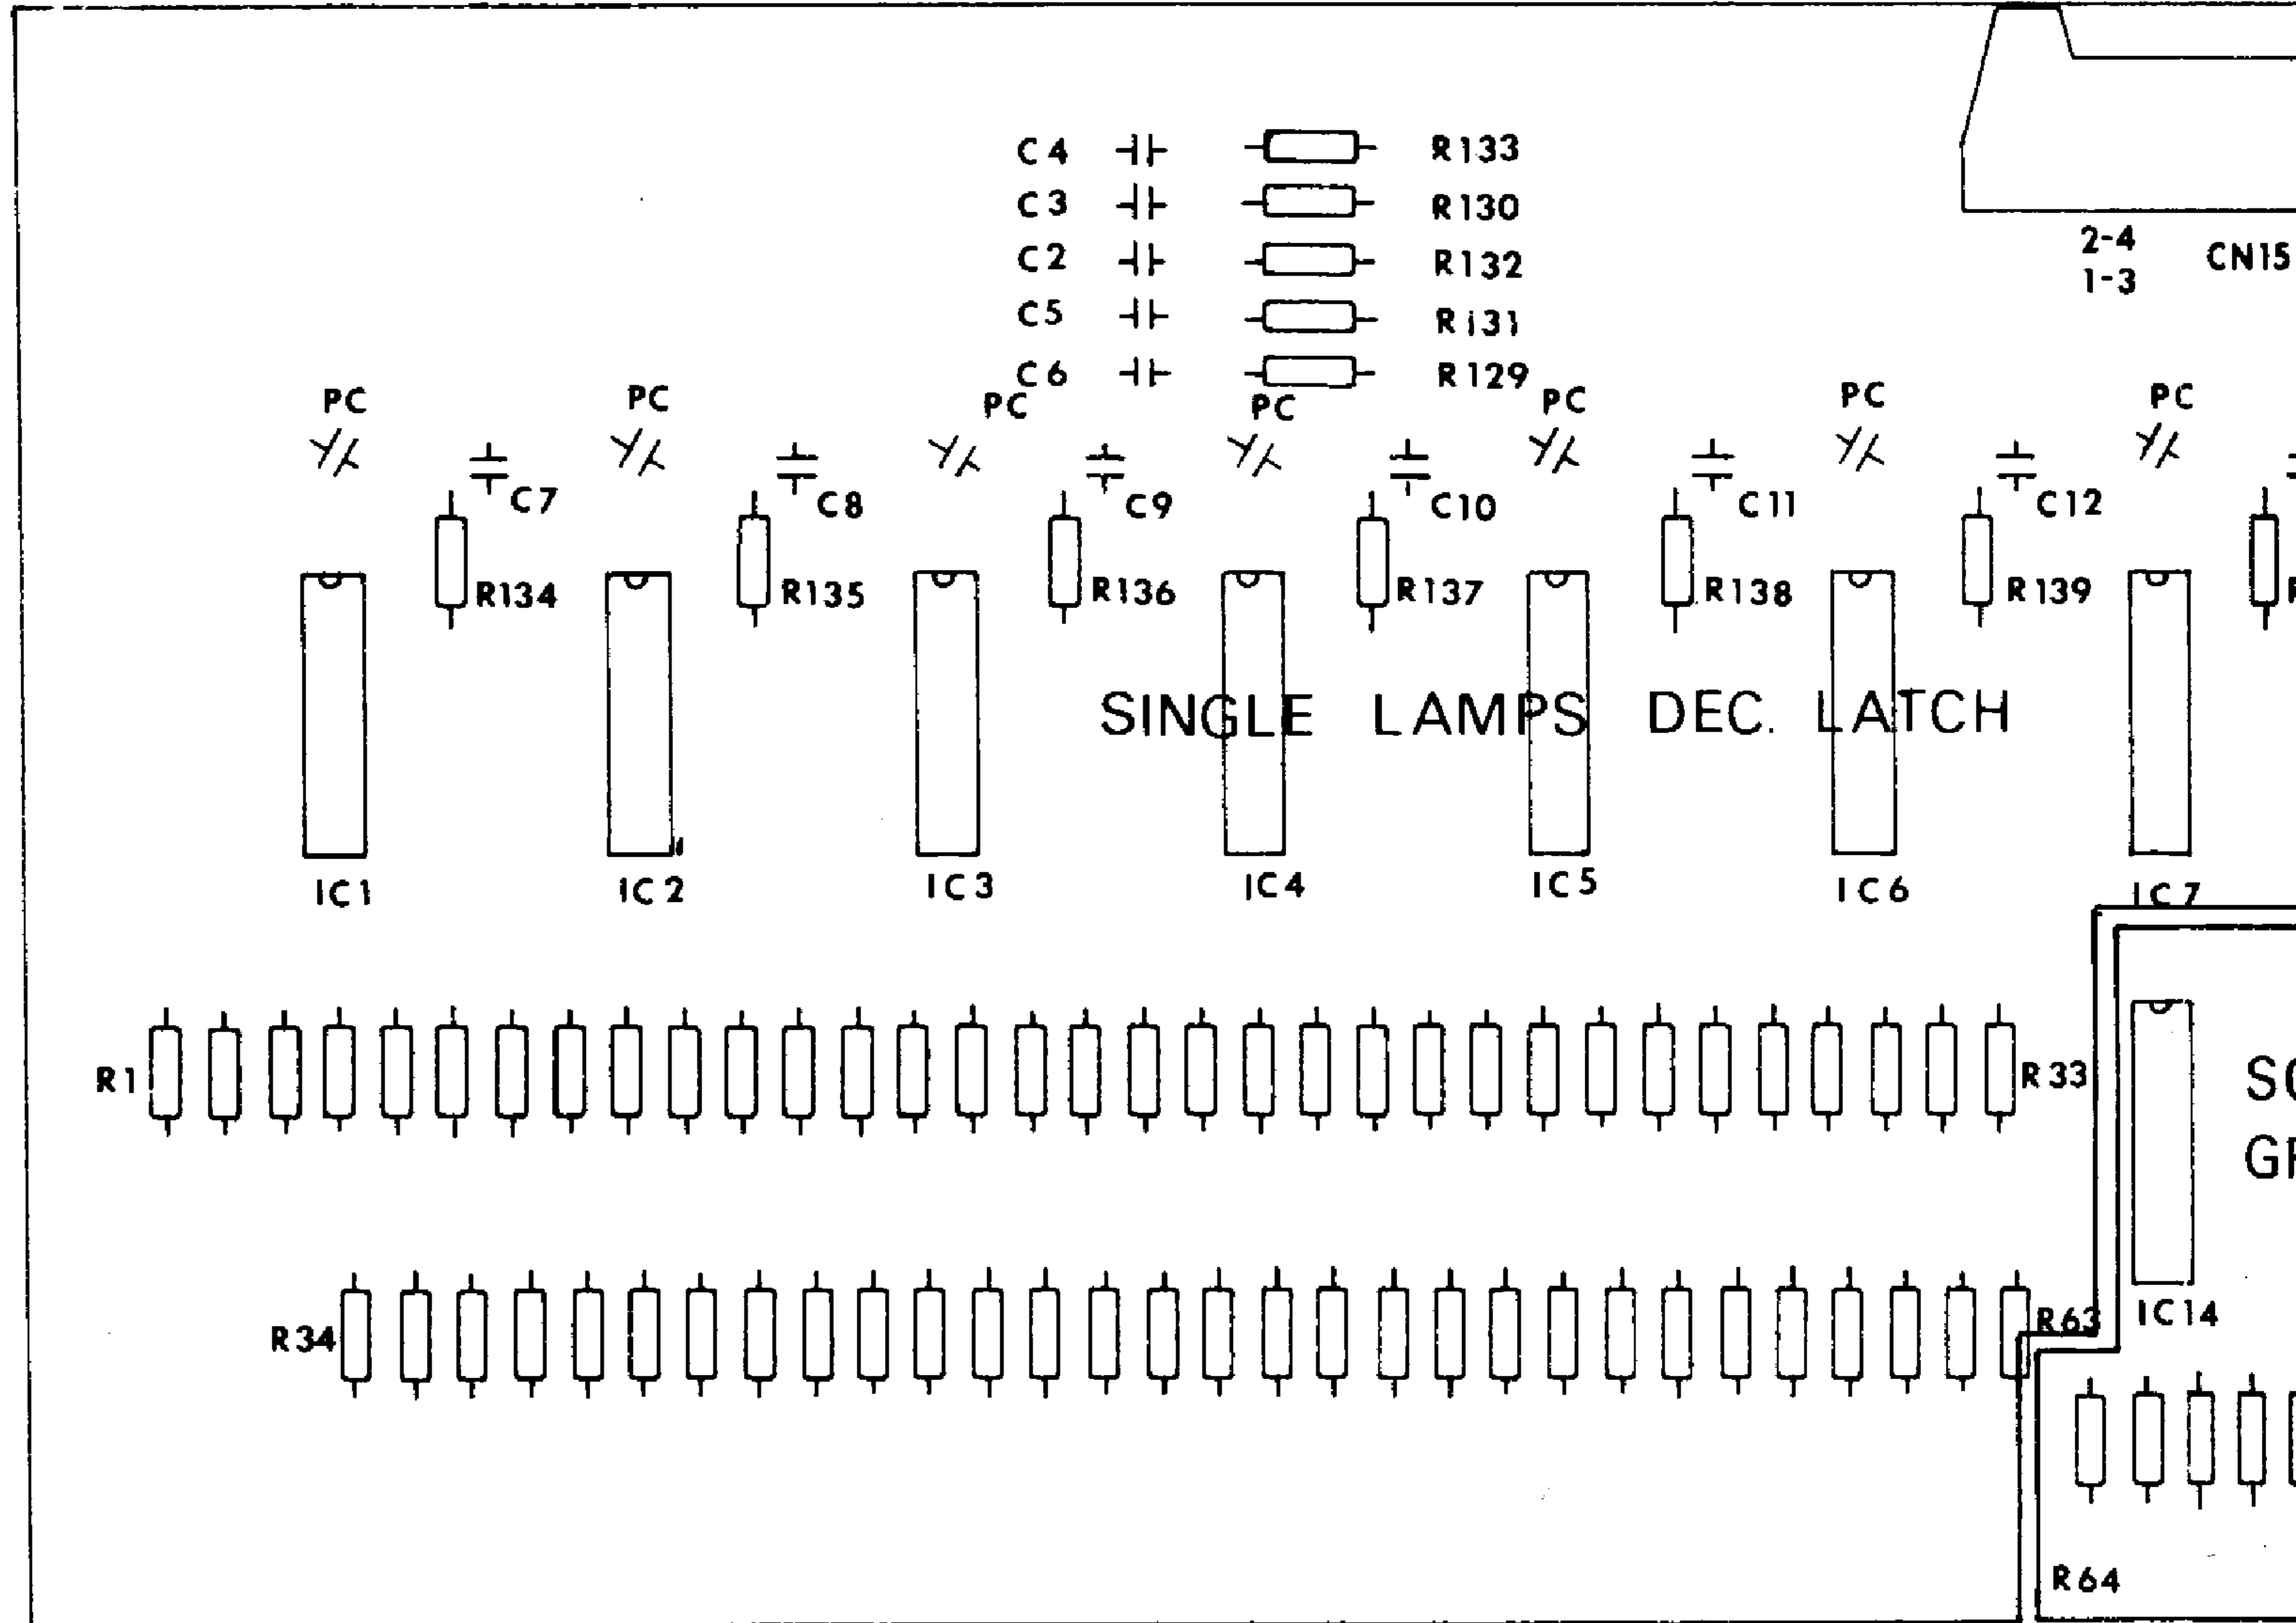 C4 R133
C3 R130
2-4 CN15
C2 R132
1-3
C5 Ri31
C6 R129
PC PC PC PC PC PC PC
C7 C8 C9 C10 C11 C12
R134 R135 R136 R137 R138 R139
SINGLE LAMPS DEC. LATCH
IC1 IC2 IC3 IC4 IC5 IC6 IC7
R1 R33
R34 R63 IC14
R64